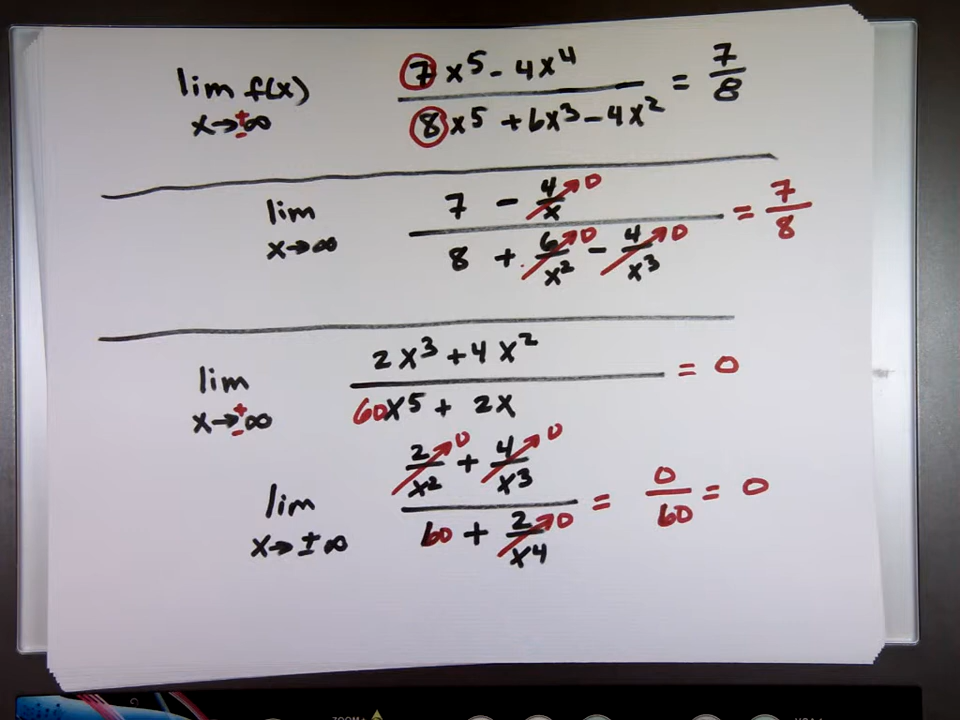 lim f(x) x→±∞ (7x⁵ - 4x⁴)/(8x⁵ + 6x³ - 4x²) = 7/8
lim x→∞ (7 - 4/x→0)/(8 + 6/x²→0 - 4/x³→0) = 7/8
lim x→±∞ (2x³ + 4x²)/(60x⁵ + 2x) = 0
lim x→±∞ (2/x²→0 + 4/x³→0)/(60 + 2/x⁴→0) = 0/60 = 0